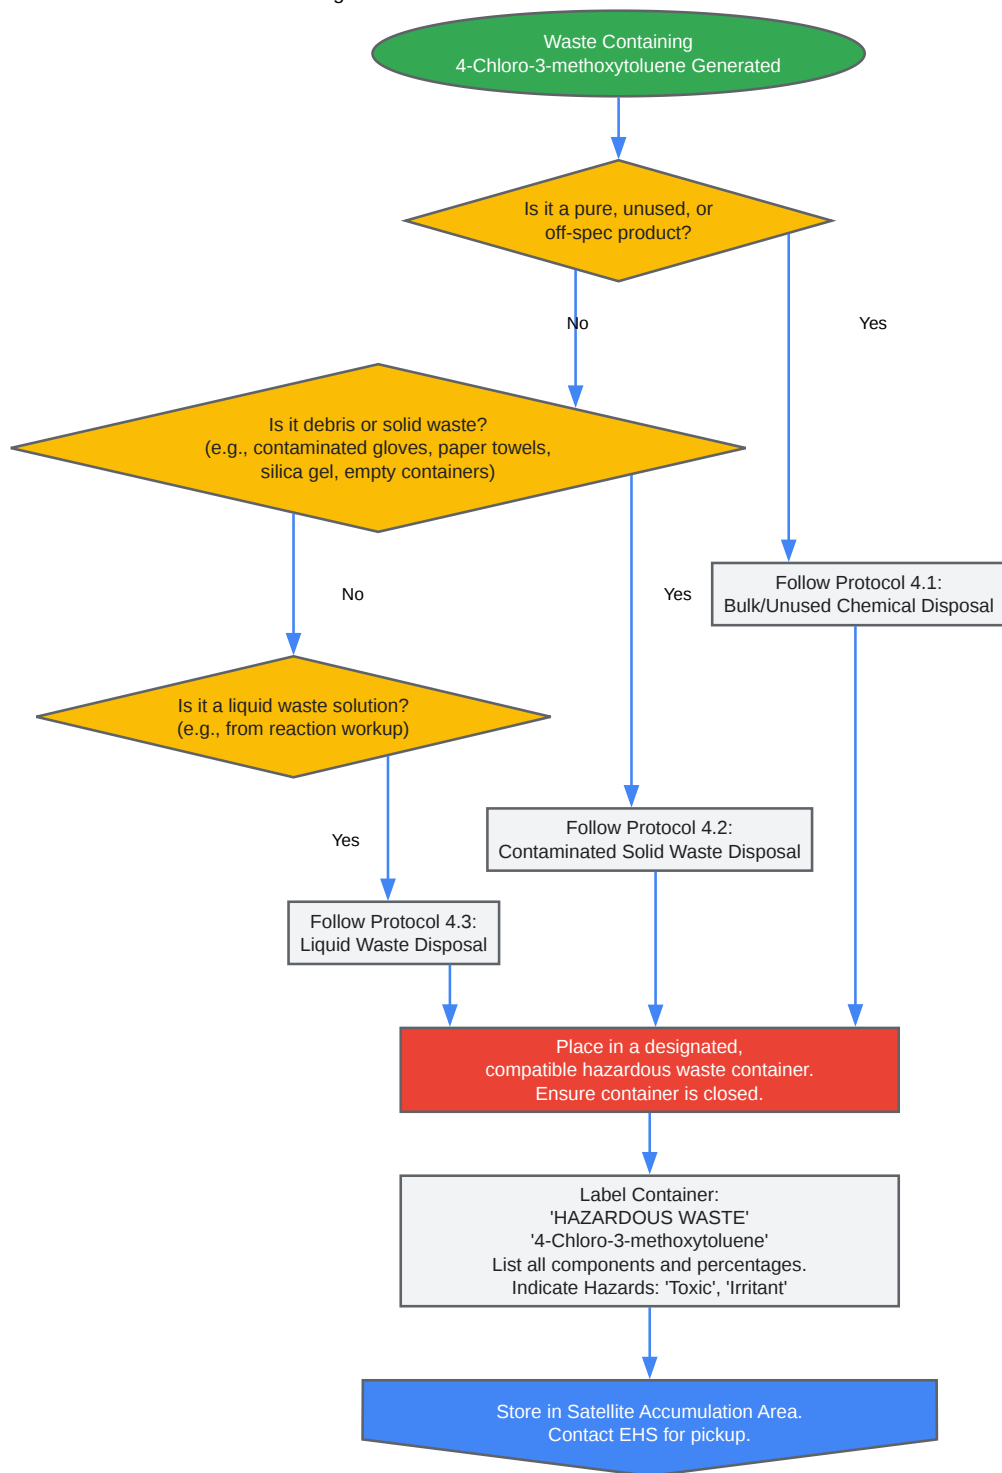 Waste Containing
4-Chloro-3-methoxytoluene Generated
Is it a pure, unused, or
off-spec product?
No
Yes
Is it debris or solid waste?
(e.g., contaminated gloves, paper towels,
silica gel, empty containers)
No
Yes
Follow Protocol 4.1:
Bulk/Unused Chemical Disposal
Is it a liquid waste solution?
(e.g., from reaction workup)
Yes
Follow Protocol 4.2:
Contaminated Solid Waste Disposal
Follow Protocol 4.3:
Liquid Waste Disposal
Place in a designated,
compatible hazardous waste container.
Ensure container is closed.
Label Container:
'HAZARDOUS WASTE'
'4-Chloro-3-methoxytoluene'
List all components and percentages.
Indicate Hazards: 'Toxic', 'Irritant'
Store in Satellite Accumulation Area.
Contact EHS for pickup.